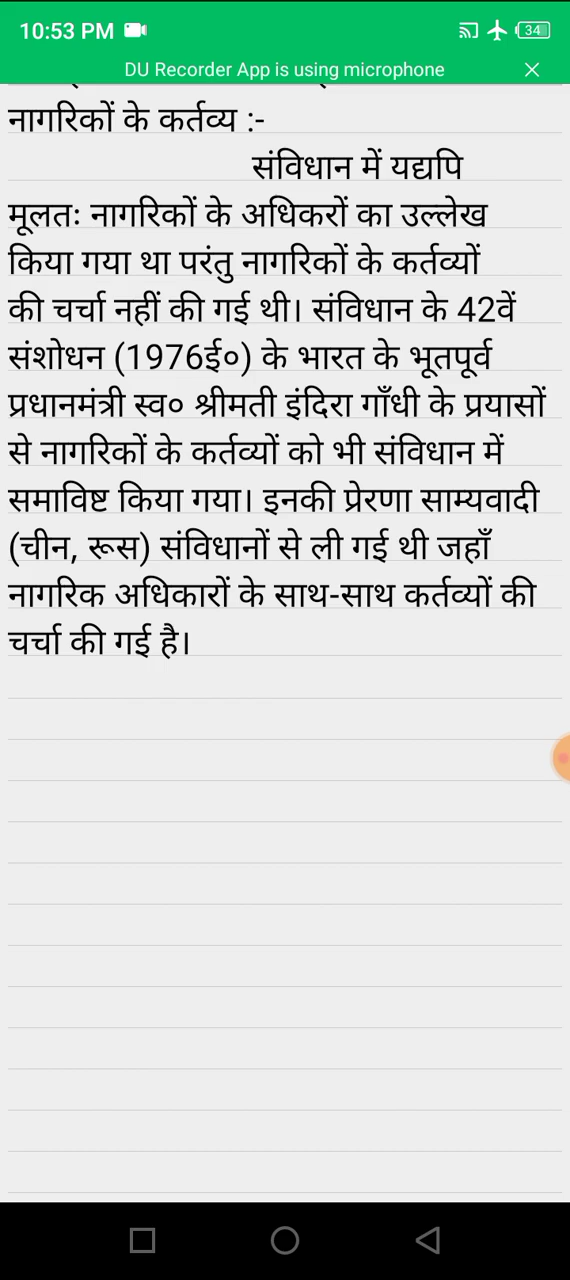 10:53 PM
34
DU Recorder App is using microphone
नागरिकों के कर्तव्य :-
संविधान में यद्यपि
मूलतः नागरिकों के अधिकरों का उल्लेख
किया गया था परंतु नागरिकों के कर्तव्यों
की चर्चा नहीं की गई थी। संविधान के 42वें
संशोधन (1976ई०) के भारत के भूतपूर्व
प्रधानमंत्री स्व० श्रीमती इंदिरा गाँधी के प्रयासों
से नागरिकों के कर्तव्यों को भी संविधान में
समाविष्ट किया गया। इनकी प्रेरणा साम्यवादी
(चीन, रूस) संविधानों से ली गई थी जहाँ
नागरिक अधिकारों के साथ-साथ कर्तव्यों की
चर्चा की गई है।